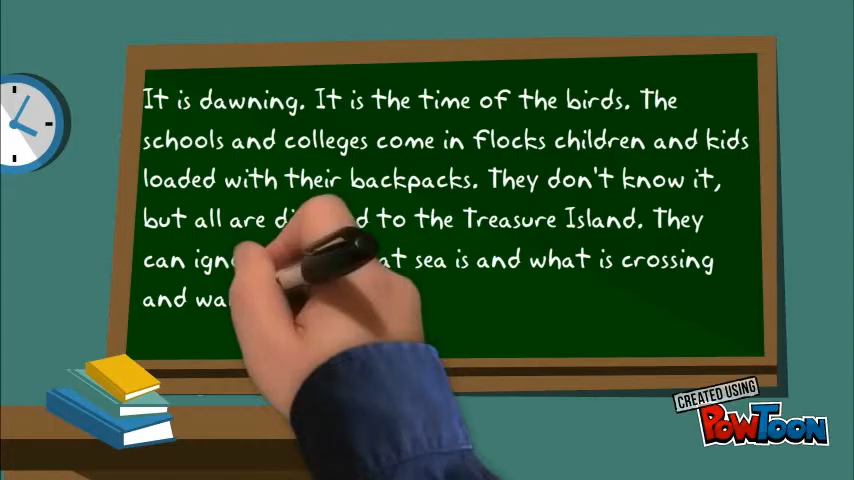 It is dawning. It is the time of the birds. The
schools and colleges come in flocks children and kids
loaded with their backpacks. They don't know it,
but all are to the Treasure Island. They
can sea is and what is crossing
and
CREATED USING
PowToon